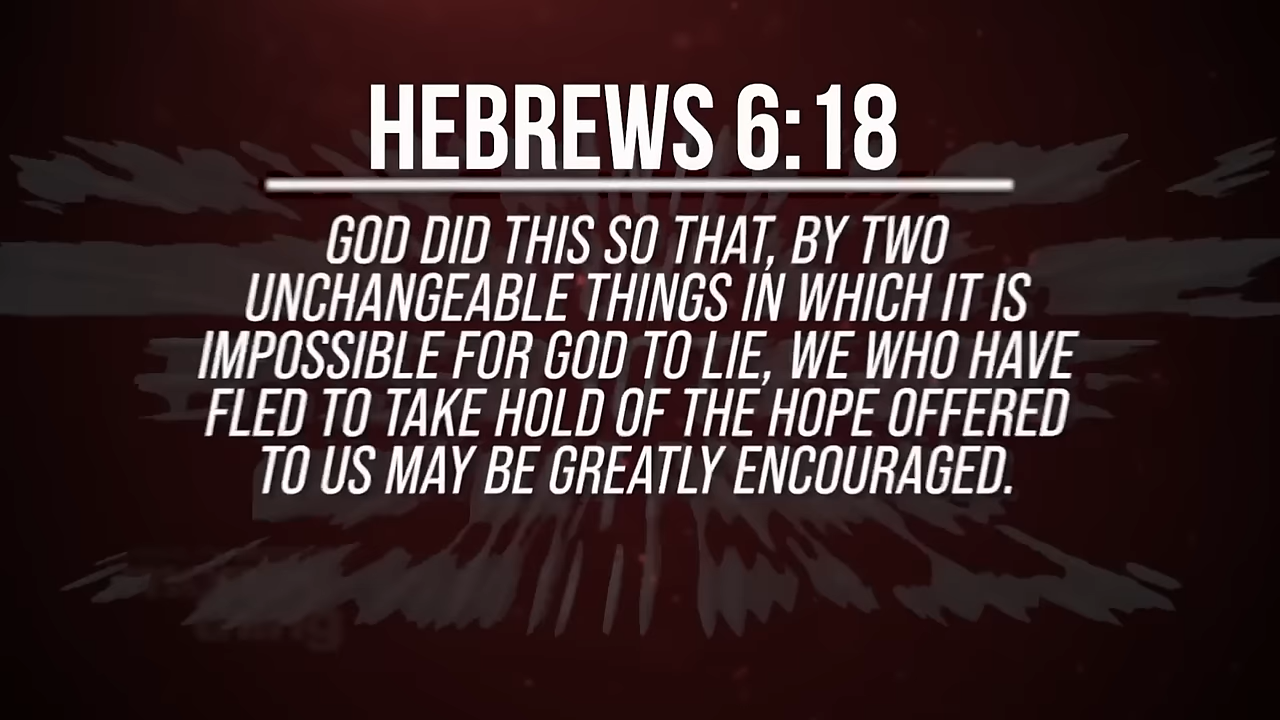 HEBREWS 6:18
GOD DID THIS SO THAT, BY TWO
UNCHANGEABLE THINGS IN WHICH IT IS
IMPOSSIBLE FOR GOD TO LIE, WE WHO HAVE
FLED TO TAKE HOLD OF THE HOPE OFFERED
TO US MAY BE GREATLY ENCOURAGED.